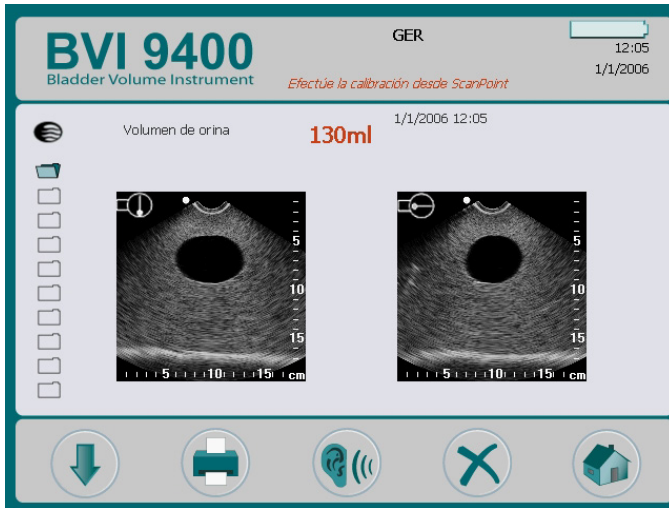 BVI 9400
Bladder Volume Instrument
GER
Efectúe la calibración desde ScanPoint
12:05
1/1/2006
Volumen de orina
130ml
1/1/2006 12:05
5
10
15
5 10 15 cm
5
10
15
5 10 15 cm